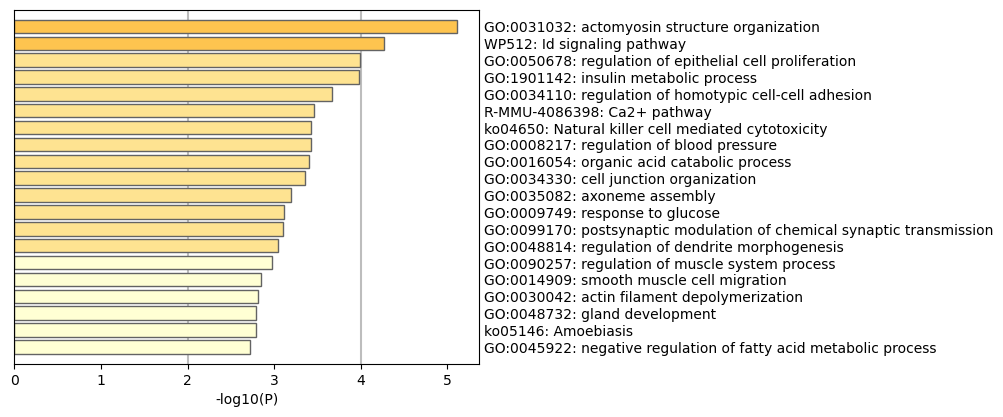 GO:0031032: actomyosin structure organization
WP512: Id signaling pathway
GO:0050678: regulation of epithelial cell proliferation
GO:1901142: insulin metabolic process
GO:0034110: regulation of homotypic cell-cell adhesion
R-MMU-4086398: Ca2+ pathway
ko04650: Natural killer cell mediated cytotoxicity
GO:0008217: regulation of blood pressure
GO:0016054: organic acid catabolic process
GO:0034330: cell junction organization
GO:0035082: axoneme assembly
GO:0009749: response to glucose
GO:0099170: postsynaptic modulation of chemical synaptic transmission
GO:0048814: regulation of dendrite morphogenesis
GO:0090257: regulation of muscle system process
GO:0014909: smooth muscle cell migration
GO:0030042: actin filament depolymerization
GO:0048732: gland development
ko05146: Amoebiasis
GO:0045922: negative regulation of fatty acid metabolic process
0 1 2 3 4 5
-log10(P)